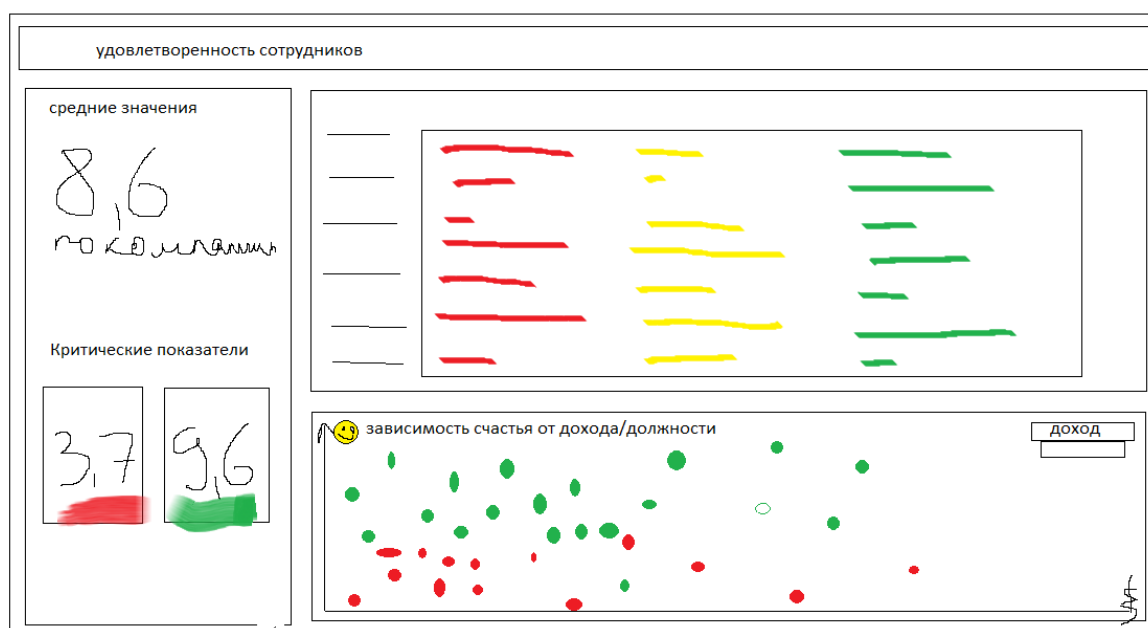 удовлетворенность сотрудников
средние значения
8,6
по компании
Критические показатели
3,7
9,6
зависимость счастья от дохода/должности
доход